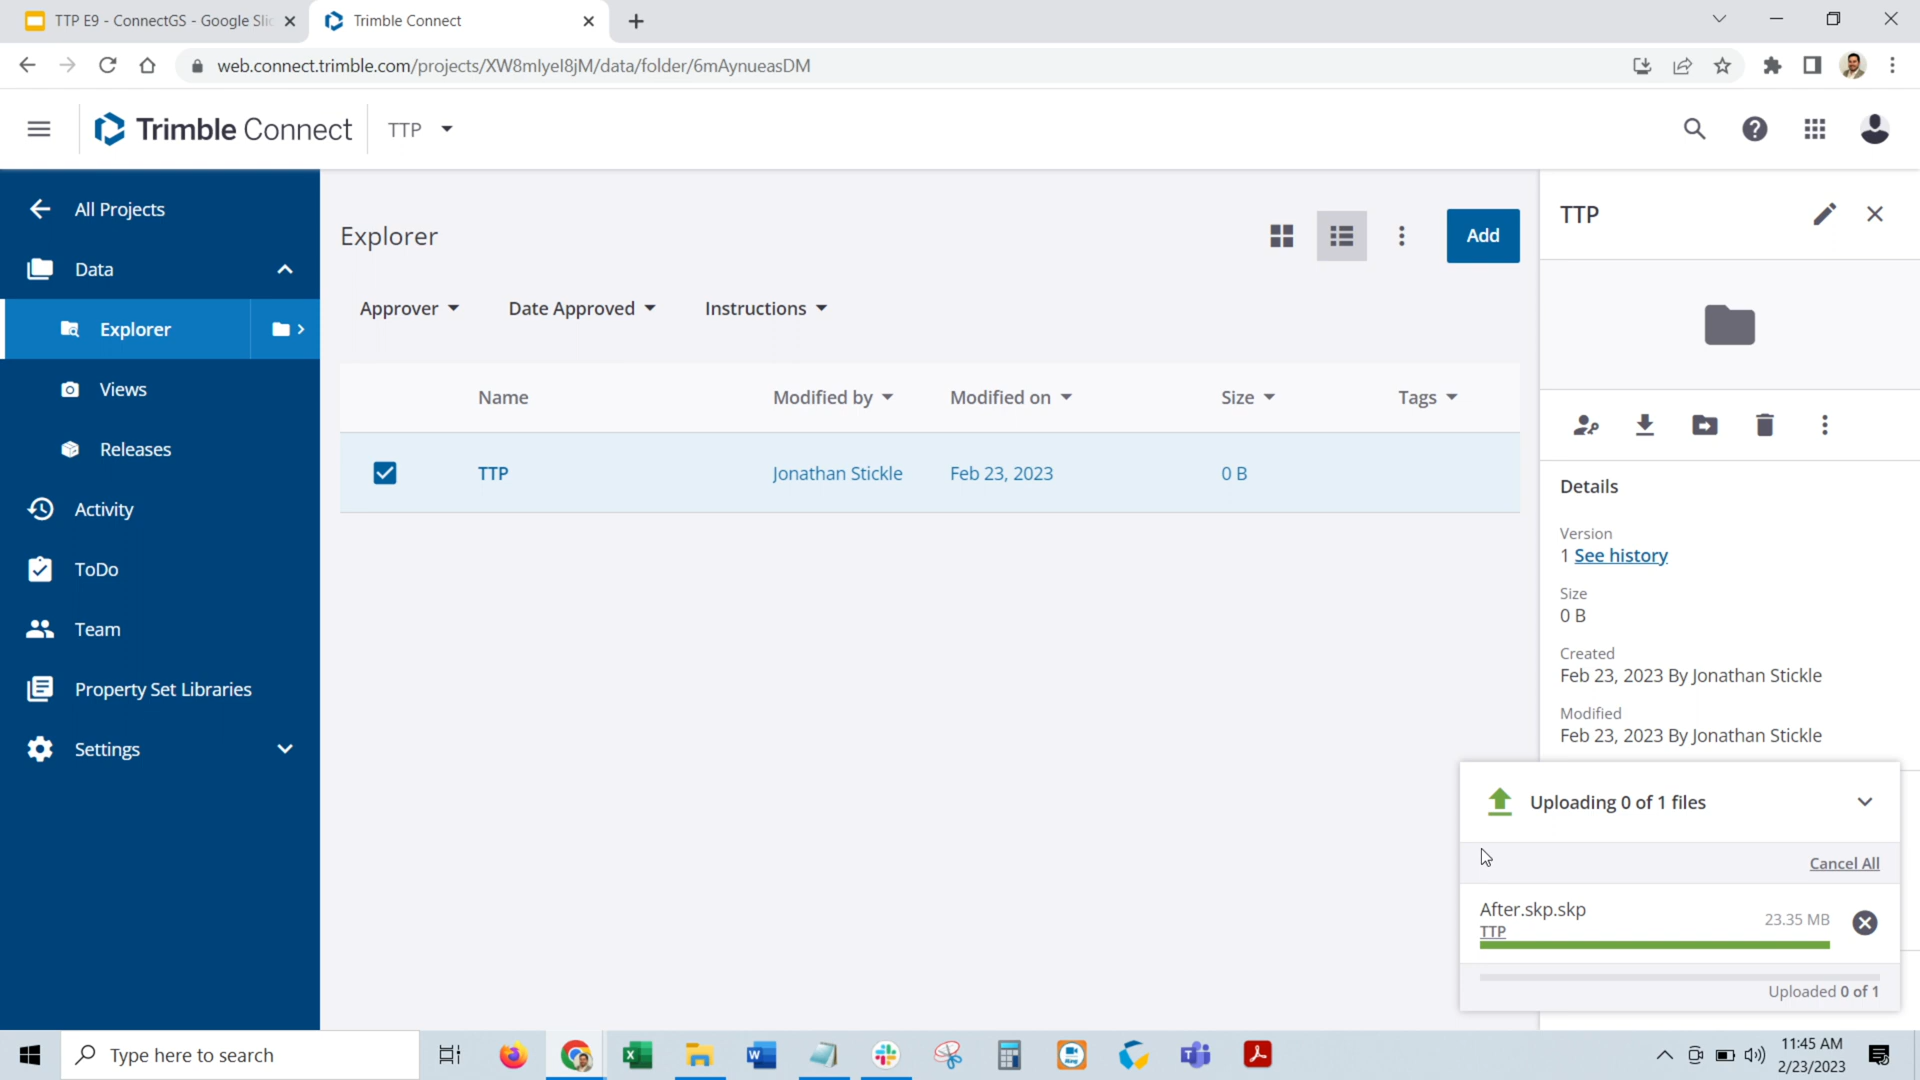 TTP E9 - ConnectGS - Google Slic
Trimble Connect
web.connect.trimble.com/projects/XW8mlyeI8jM/data/folder/6mAynueasDM
Trimble Connect
TTP
All Projects
Data
Explorer
Views
Releases
Activity
ToDo
Team
Property Set Libraries
Settings
Explorer
Add
Approver
Date Approved
Instructions
Name
Modified by
Modified on
Size
Tags
TTP
Jonathan Stickle
Feb 23, 2023
0 B
TTP
Details
Version
1 See history
Size
0 B
Created
Feb 23, 2023 By Jonathan Stickle
Modified
Feb 23, 2023 By Jonathan Stickle
Uploading 0 of 1 files
Cancel All
After.skp.skp
23.35 MB
TTP
Uploaded 0 of 1
Type here to search
11:45 AM
2/23/2023